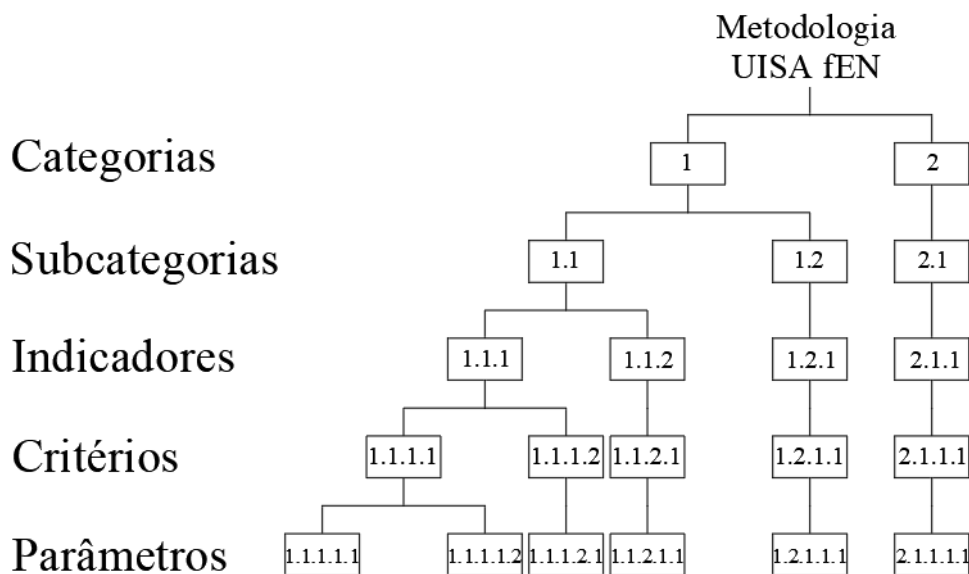 Metodologia
UISA fEN
Categorias 1 2
Subcategorias 1.1 1.2 2.1
Indicadores 1.1.1 1.1.2 1.2.1 2.1.1
Critérios 1.1.1.1 1.1.1.2 1.1.2.1 1.2.1.1 2.1.1.1
Parâmetros 1.1.1.1.1 1.1.1.1.2 1.1.1.2.1 1.1.2.1.1 1.2.1.1.1 2.1.1.1.1